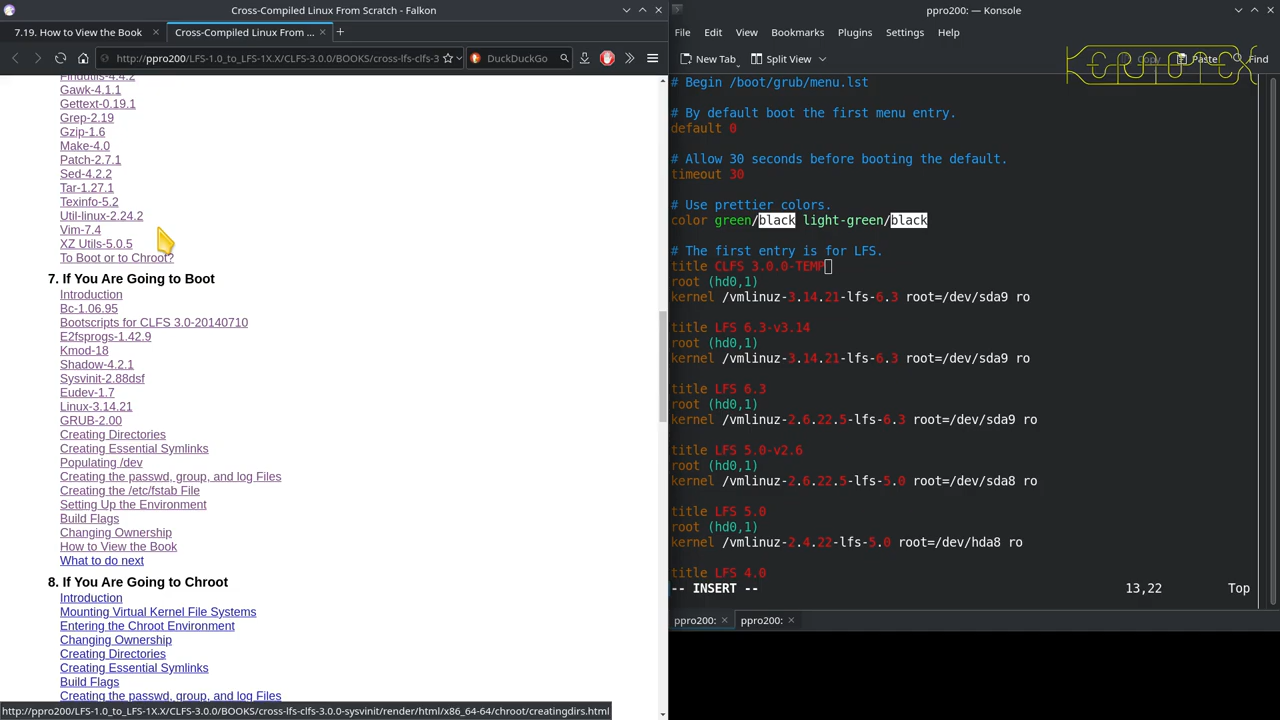 Cross-Compiled Linux From Scratch - Falkon
7.19. How to View the Book
Cross-Compiled Linux From ...
http://ppro200/LFS-1.0_to_LFS-1X.X/CLFS-3.0.0/BOOKS/cross-lfs-clfs-3
DuckDuckGo
Findutils-4.4.2
Gawk-4.1.1
Gettext-0.19.1
Grep-2.19
Gzip-1.6
Make-4.0
Patch-2.7.1
Sed-4.2.2
Tar-1.27.1
Texinfo-5.2
Util-linux-2.24.2
Vim-7.4
XZ Utils-5.0.5
To Boot or to Chroot?
7. If You Are Going to Boot
Introduction
Bc-1.06.95
Bootscripts for CLFS 3.0-20140710
E2fsprogs-1.42.9
Kmod-18
Shadow-4.2.1
Sysvinit-2.88dsf
Eudev-1.7
Linux-3.14.21
GRUB-2.00
Creating Directories
Creating Essential Symlinks
Populating /dev
Creating the passwd, group, and log Files
Creating the /etc/fstab File
Setting Up the Environment
Build Flags
Changing Ownership
How to View the Book
What to do next
8. If You Are Going to Chroot
Introduction
Mounting Virtual Kernel File Systems
Entering the Chroot Environment
Changing Ownership
Creating Directories
Creating Essential Symlinks
Build Flags
Creating the passwd, group, and log Files
http://ppro200/LFS-1.0_to_LFS-1X.X/CLFS-3.0.0/BOOKS/cross-lfs-clfs-3.0.0-sysvinit/render/html/x86_64-64/chroot/creatingdirs.html
ppro200: — Konsole
File Edit View Bookmarks Plugins Settings Help
New Tab Split View Copy Paste Find
# Begin /boot/grub/menu.lst
# By default boot the first menu entry.
default 0
# Allow 30 seconds before booting the default.
timeout 30
# Use prettier colors.
color green/black light-green/black
# The first entry is for LFS.
title CLFS 3.0.0-TEMP
root (hd0,1)
kernel /vmlinuz-3.14.21-lfs-6.3 root=/dev/sda9 ro
title LFS 6.3-v3.14
root (hd0,1)
kernel /vmlinuz-3.14.21-lfs-6.3 root=/dev/sda9 ro
title LFS 6.3
root (hd0,1)
kernel /vmlinuz-2.6.22.5-lfs-6.3 root=/dev/sda9 ro
title LFS 5.0-v2.6
root (hd0,1)
kernel /vmlinuz-2.6.22.5-lfs-5.0 root=/dev/sda8 ro
title LFS 5.0
root (hd0,1)
kernel /vmlinuz-2.4.22-lfs-5.0 root=/dev/hda8 ro
title LFS 4.0
-- INSERT -- 13,22 Top
ppro200: ppro200: